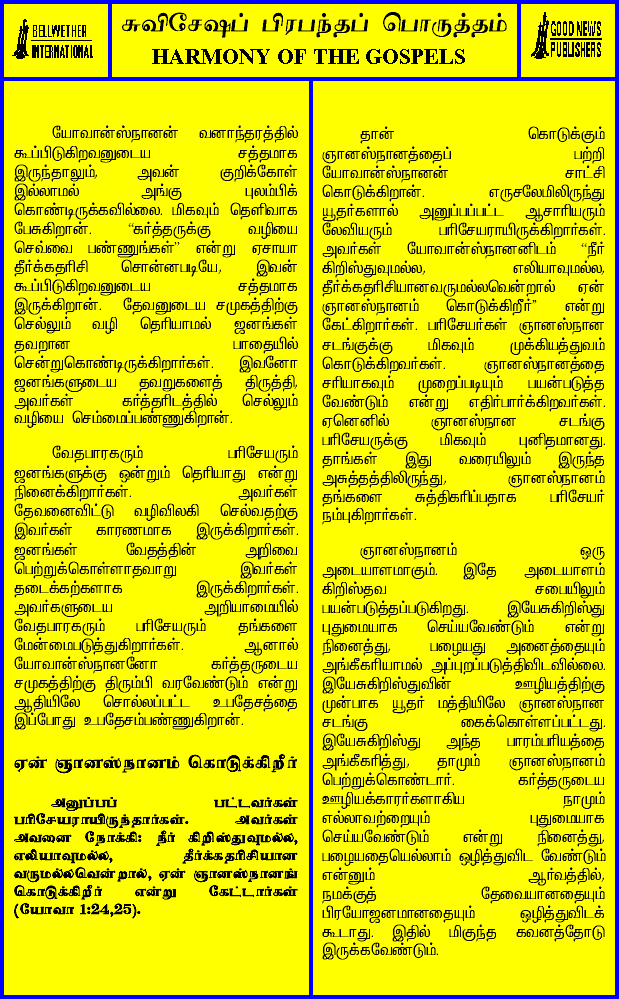 BELLWETHER
INTERNATIONAL
சுவிசேஷப் பிரபந்தப் பொருத்தம்
HARMONY OF THE GOSPELS
GOOD NEWS
PUBLISHERS
யோவான்ஸ்நானன் வனாந்தரத்தில்
கூப்பிடுகிறவனுடைய சத்தமாக
இருந்தாலும், அவன் குறிக்கோள்
இல்லாமல் அங்கு புலம்பிக்
கொண்டிருக்கவில்லை. மிகவும் தெளிவாக
பேசுகிறான். “கர்த்தருக்கு வழியை
செவ்வை பண்ணுங்கள்” என்று ஏசாயா
தீர்க்கதரிசி சொன்னபடியே, இவன்
கூப்பிடுகிறவனுடைய சத்தமாக
இருக்கிறான். தேவனுடைய சமுகத்திற்கு
செல்லும் வழி தெரியாமல் ஜனங்கள்
தவறான பாதையில்
சென்றுகொண்டிருக்கிறார்கள். இவனோ
ஜனங்களுடைய தவறுகளைத் திருத்தி,
அவர்கள் கர்த்தரிடத்தில் செல்லும்
வழியை செம்மைப்பண்ணுகிறான்.
வேதபாரகரும் பரிசேயரும்
ஜனங்களுக்கு ஒன்றும் தெரியாது என்று
நினைக்கிறார்கள். அவர்கள்
தேவனைவிட்டு வழிவிலகி செல்வதற்கு
இவர்கள் காரணமாக இருக்கிறார்கள்.
ஜனங்கள் வேதத்தின் அறிவை
பெற்றுக்கொள்ளாதவாறு இவர்கள்
தடைக்கற்களாக இருக்கிறார்கள்.
அவர்களுடைய அறியாமையில்
வேதபாரகரும் பரிசேயரும் தங்களை
மேன்மைபடுத்துகிறார்கள். ஆனால்
யோவான்ஸ்நானனோ கர்த்தருடைய
சமுகத்திற்கு திரும்பி வரவேண்டும் என்று
ஆதியிலே சொல்லப்பட்ட உபதேசத்தை
இப்போது உபதேசம்பண்ணுகிறான்.
ஏன் ஞானஸ்நானம் கொடுக்கிறீர்
அனுப்பப் பட்டவர்கள்
பரிசேயராயிருந்தார்கள். அவர்கள்
அவனை நோக்கி: நீர் கிறிஸ்துவுமல்ல,
எலியாவுமல்ல, தீர்க்கதரிசியான
வருமல்லவென்றால், ஏன் ஞானஸ்நானங்
கொடுக்கிறீர் என்று கேட்டார்கள்
(யோவா 1:24,25).
தான் கொடுக்கும்
ஞானஸ்நானத்தைப் பற்றி
யோவான்ஸ்நானன் சாட்சி
கொடுக்கிறான். எருசலேமிலிருந்து
யூதர்களால் அனுப்பப்பட்ட ஆசாரியரும்
லேவியரும் பரிசேயராயிருக்கிறார்கள்.
அவர்கள் யோவான்ஸ்நானனிடம் “நீர்
கிறிஸ்துவுமல்ல, எலியாவுமல்ல,
தீர்க்கதரிசியானவருமல்லவென்றால் ஏன்
ஞானஸ்நானம் கொடுக்கிறீர்” என்று
கேட்கிறார்கள். பரிசேயர்கள் ஞானஸ்நான
சடங்குக்கு மிகவும் முக்கியத்துவம்
கொடுக்கிறவர்கள். ஞானஸ்நானத்தை
சரியாகவும் முறைப்படியும் பயன்படுத்த
வேண்டும் என்று எதிர்பார்க்கிறவர்கள்.
ஏனெனில் ஞானஸ்நான சடங்கு
பரிசேயருக்கு மிகவும் புனிதமானது.
தாங்கள் இது வரையிலும் இருந்த
அசுத்தத்திலிருந்து, ஞானஸ்நானம்
தங்களை சுத்திகரிப்பதாக பரிசேயர்
நம்புகிறார்கள்.
ஞானஸ்நானம் ஒரு
அடையாளமாகும். இதே அடையாளம்
கிறிஸ்தவ சபையிலும்
பயன்படுத்தப்படுகிறது. இயேசுகிறிஸ்து
புதுமையாக செய்யவேண்டும் என்று
நினைத்து, பழையது அனைத்தையும்
அங்கீகரியாமல் அப்புறப்படுத்திவிடவில்லை.
இயேசுகிறிஸ்துவின் ஊழியத்திற்கு
முன்பாக யூதர் மத்தியிலே ஞானஸ்நான
சடங்கு கைக்கொள்ளப்பட்டது.
இயேசுகிறிஸ்து அந்த பாரம்பரியத்தை
அங்கீகரித்து, தாமும் ஞானஸ்நானம்
பெற்றுக்கொண்டார். கர்த்தருடைய
ஊழியக்காரர்களாகிய நாமும்
எல்லாவற்றையும் புதுமையாக
செய்யவேண்டும் என்று நினைத்து,
பழையதையெல்லாம் ஒழித்துவிட வேண்டும்
என்னும் ஆர்வத்தில்,
நமக்குத் தேவையானதையும்
பிரயோஜனமானதையும் ஒழித்துவிடக்
கூடாது. இதில் மிகுந்த கவனத்தோடு
இருக்கவேண்டும்.